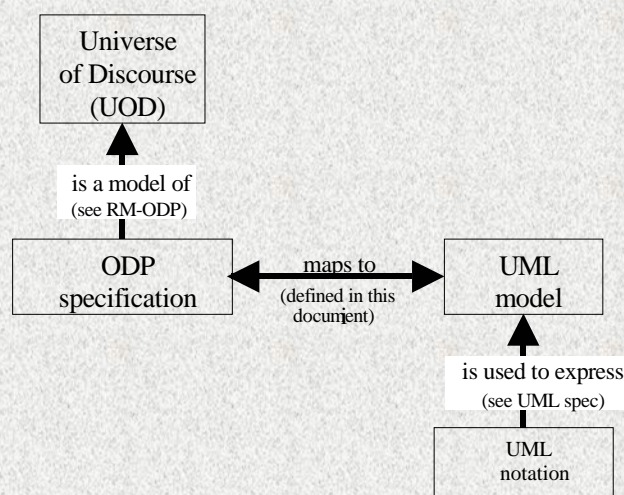 Universe
of Discourse
(UOD)
is a model of
(see RM-ODP)
ODP
specification
maps to
(defined in this
document)
UML
model
is used to express
(see UML spec)
UML
notation